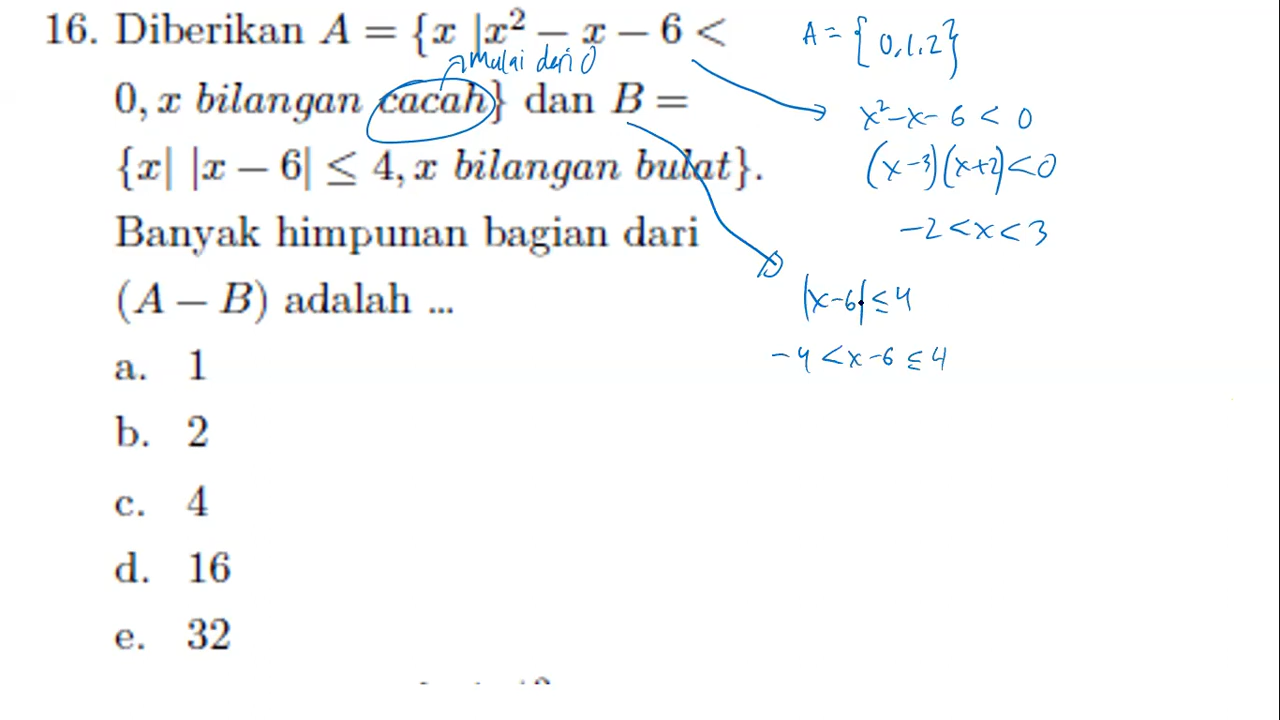 16. Diberikan A = {x |x² − x − 6 <
0, x bilangan cacah} dan B =
{x| |x − 6| ≤ 4, x bilangan bulat}.
Banyak himpunan bagian dari
(A − B) adalah ...
a. 1
b. 2
c. 4
d. 16
e. 32
mulai dari 0
A = {0,1,2}
x²-x-6 < 0
(x-3)(x+2)<0
-2<x<3
|x-6|≤4
-4<x-6≤4